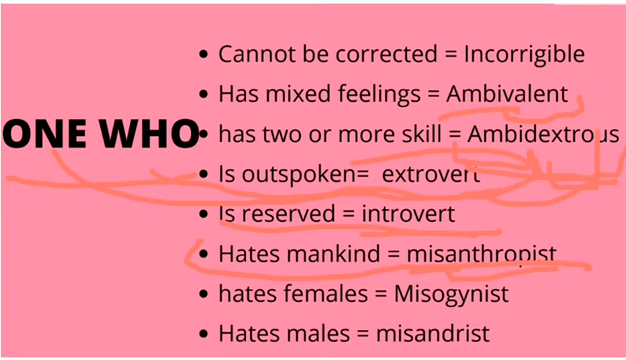 ONE WHO
• Cannot be corrected = Incorrigible
• Has mixed feelings = Ambivalent
• has two or more skill = Ambidextrous
• Is outspoken= extrovert
• Is reserved = introvert
• Hates mankind = misanthropist
• hates females = Misogynist
• Hates males = misandrist